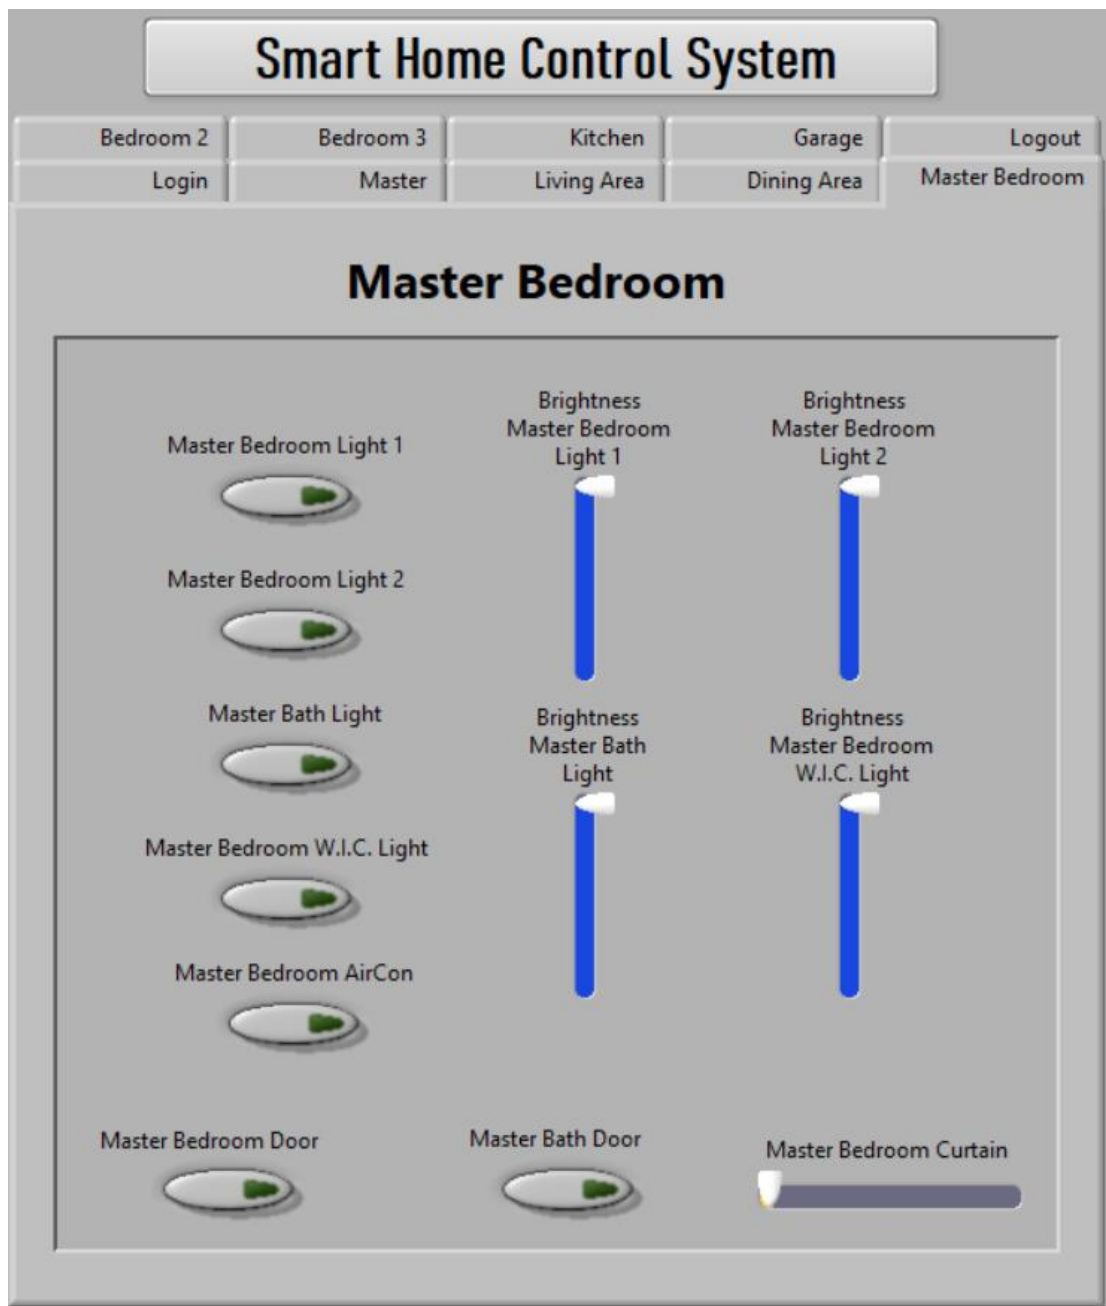 Smart Home Control System
Bedroom 2 Bedroom 3 Kitchen Garage Logout
Login Master Living Area Dining Area Master Bedroom
Master Bedroom
Master Bedroom Light 1
Brightness
Master Bedroom
Light 1
Brightness
Master Bedroom
Light 2
Master Bedroom Light 2
Master Bath Light
Brightness
Master Bath
Light
Brightness
Master Bedroom
W.I.C. Light
Master Bedroom W.I.C. Light
Master Bedroom AirCon
Master Bedroom Door
Master Bath Door
Master Bedroom Curtain